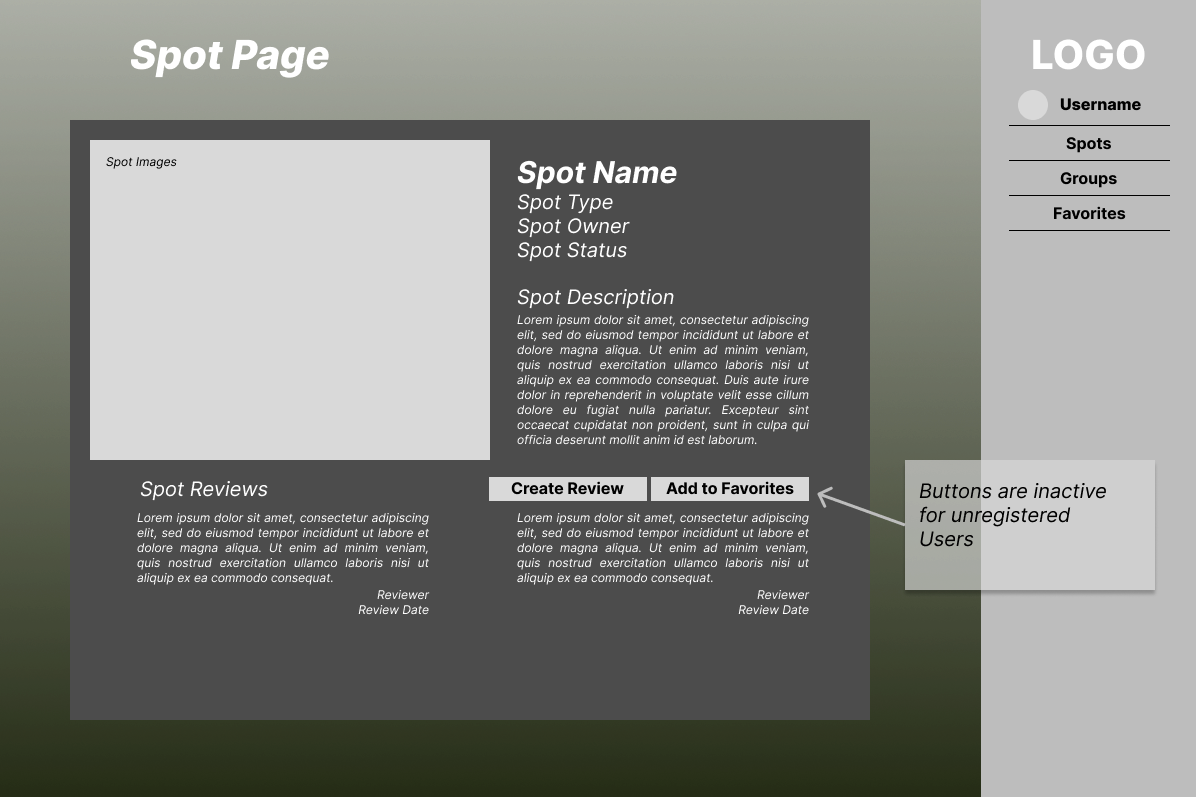 Spot Page
LOGO
Username
Spots
Groups
Favorites
Spot Images
Spot Name
Spot Type
Spot Owner
Spot Status
Spot Description
Lorem ipsum dolor sit amet, consectetur adipiscing
elit, sed do eiusmod tempor incididunt ut labore et
dolore magna aliqua. Ut enim ad minim veniam,
quis nostrud exercitation ullamco laboris nisi ut
aliquip ex ea commodo consequat. Duis aute irure
dolor in reprehenderit in voluptate velit esse cillum
dolore eu fugiat nulla pariatur. Excepteur sint
occaecat cupidatat non proident, sunt in culpa qui
officia deserunt mollit anim id est laborum.
Spot Reviews
Create Review
Add to Favorites
Buttons are inactive
for unregistered
Users
Lorem ipsum dolor sit amet, consectetur adipiscing
elit, sed do eiusmod tempor incididunt ut labore et
dolore magna aliqua. Ut enim ad minim veniam,
quis nostrud exercitation ullamco laboris nisi ut
aliquip ex ea commodo consequat.
Reviewer
Review Date
Lorem ipsum dolor sit amet, consectetur adipiscing
elit, sed do eiusmod tempor incididunt ut labore et
dolore magna aliqua. Ut enim ad minim veniam,
quis nostrud exercitation ullamco laboris nisi ut
aliquip ex ea commodo consequat.
Reviewer
Review Date